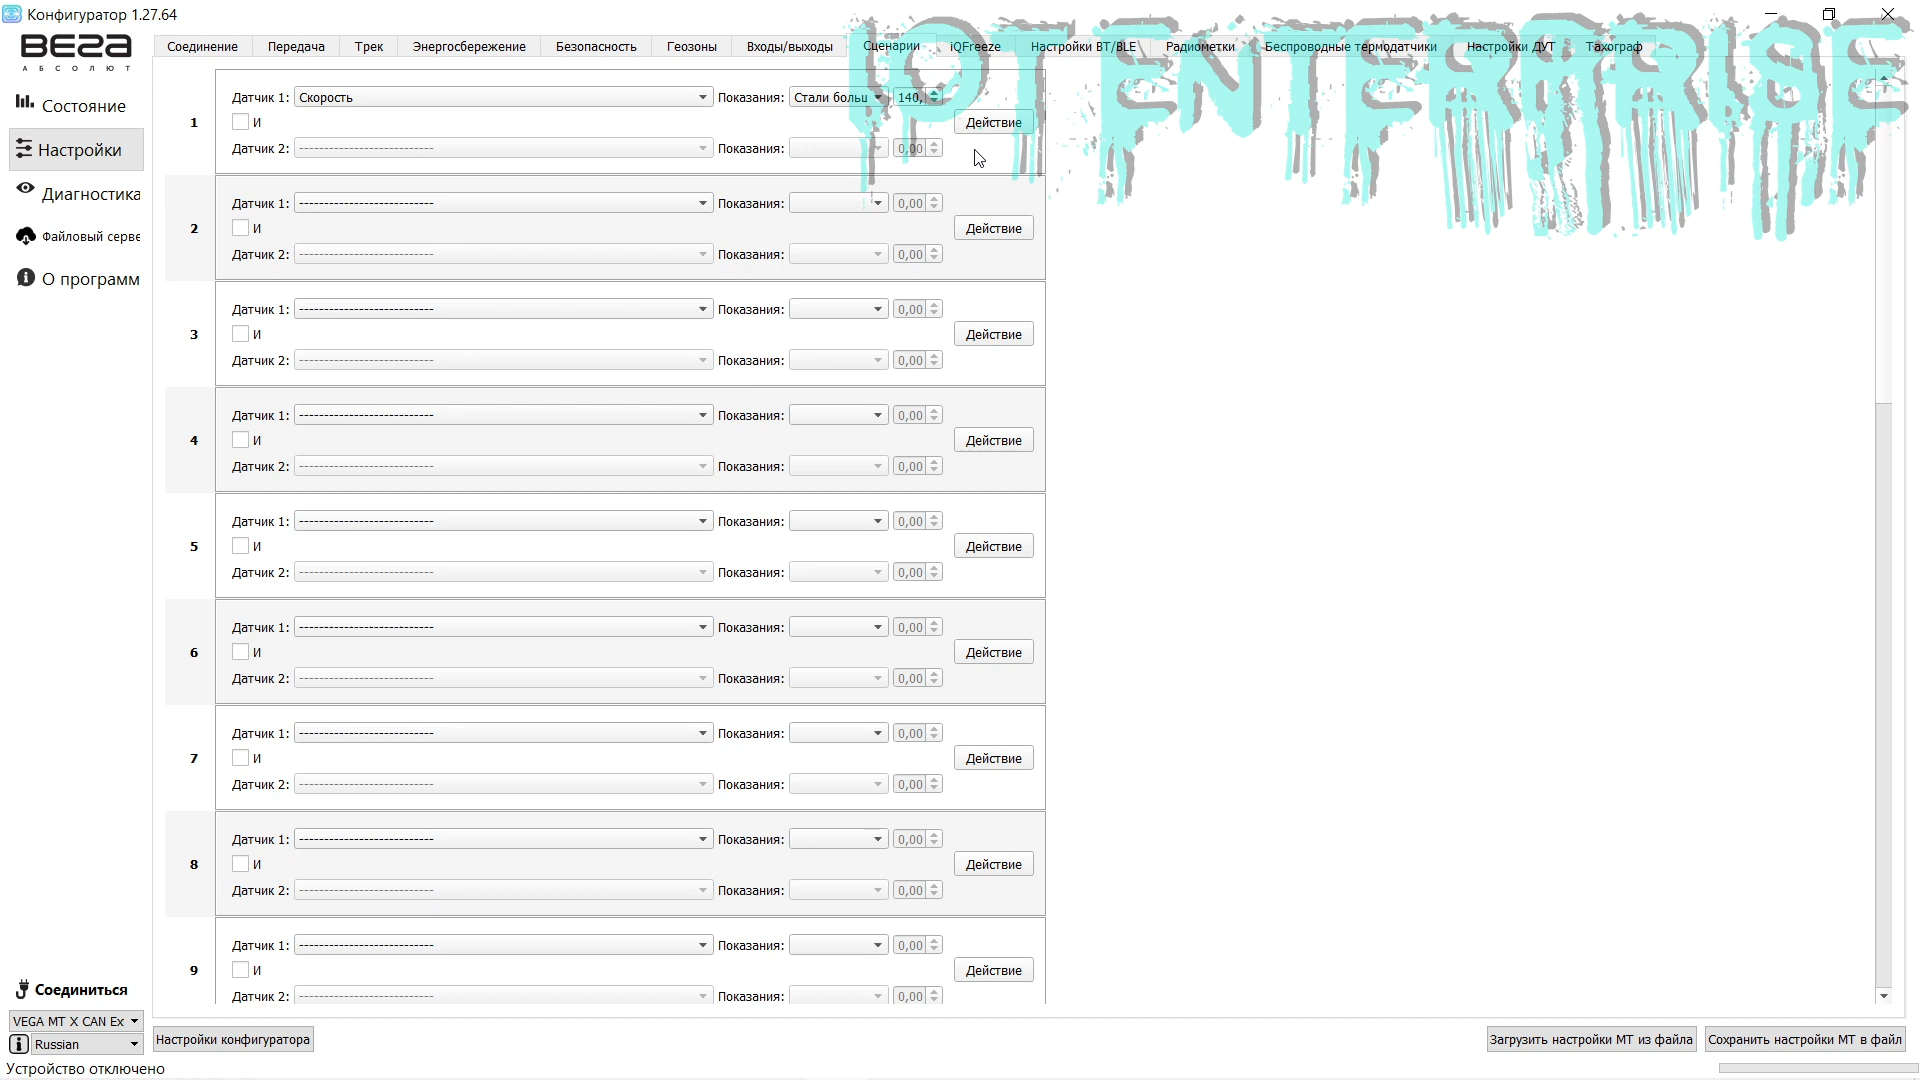 Конфигуратор 1.27.64
IOT ENTERPRISE
ВЕГА
АБСОЛЮТ
Соединение Передача Трек Энергосбережение Безопасность Геозоны Входы/выходы Сценарии iQFreeze Настройки BT/BLE Радиометки Беспроводные термодатчики Настройки ДУТ Тахограф
Состояние
Настройки
Диагностика
Файловый серве
О программ
1
Датчик 1: Скорость Показания: Стали больш 140,
И
Действие
Датчик 2: --------------------------- Показания: 0,00
2
Датчик 1: --------------------------- Показания: 0,00
И
Действие
Датчик 2: --------------------------- Показания: 0,00
3
Датчик 1: --------------------------- Показания: 0,00
И
Действие
Датчик 2: --------------------------- Показания: 0,00
4
Датчик 1: --------------------------- Показания: 0,00
И
Действие
Датчик 2: --------------------------- Показания: 0,00
5
Датчик 1: --------------------------- Показания: 0,00
И
Действие
Датчик 2: --------------------------- Показания: 0,00
6
Датчик 1: --------------------------- Показания: 0,00
И
Действие
Датчик 2: --------------------------- Показания: 0,00
7
Датчик 1: --------------------------- Показания: 0,00
И
Действие
Датчик 2: --------------------------- Показания: 0,00
8
Датчик 1: --------------------------- Показания: 0,00
И
Действие
Датчик 2: --------------------------- Показания: 0,00
9
Датчик 1: --------------------------- Показания: 0,00
И
Действие
Датчик 2: --------------------------- Показания: 0,00
Соединиться
VEGA MT X CAN Ex
Russian
Настройки конфигуратора
Загрузить настройки МТ из файла
Сохранить настройки МТ в файл
Устройство отключено